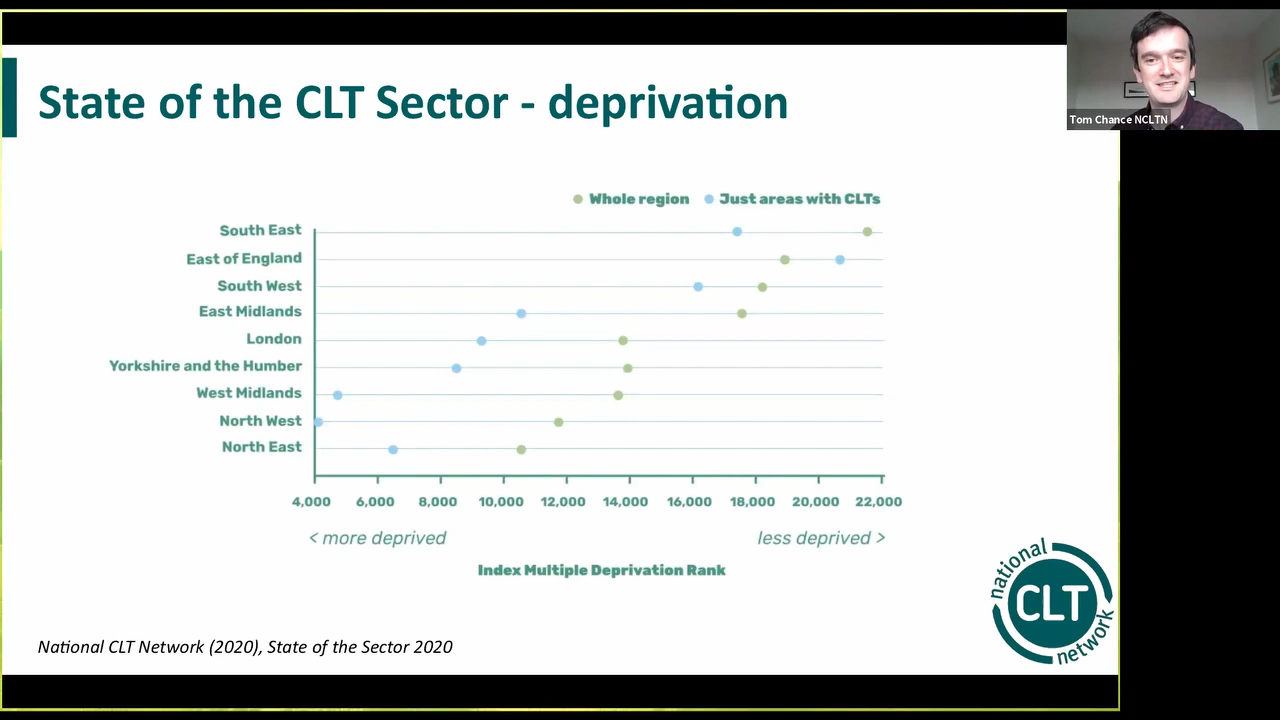 State of the CLT Sector - deprivation
Tom Chance NCLTN
Whole region Just areas with CLTs
South East
East of England
South West
East Midlands
London
Yorkshire and the Humber
West Midlands
North West
North East
4,000 6,000 8,000 10,000 12,000 14,000 16,000 18,000 20,000 22,000
< more deprived less deprived >
Index Multiple Deprivation Rank
national
CLT
network
National CLT Network (2020), State of the Sector 2020